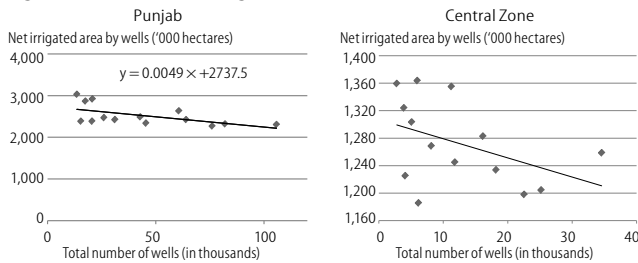 Punjab
Net irrigated area by wells ('000 hectares)
4,000
y = 0.0049 × +2737.5
3,000
2,000
1,000
0
0 50 100
Total number of wells (in thousands)
Central Zone
Net irrigated area by wells ('000 hectares)
1,400
1,360
1,320
1,280
1,240
1,200
1,160
0 10 20 30 40
Total number of wells (in thousands)